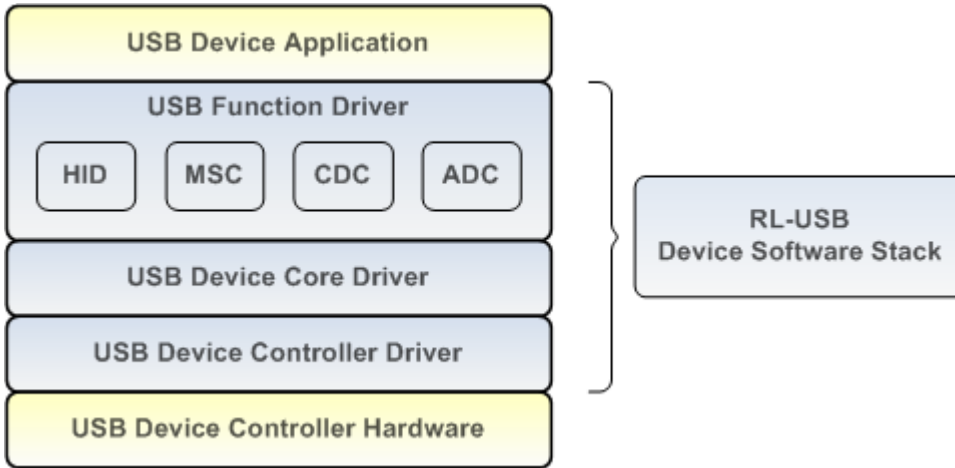 USB Device Application
USB Function Driver
HID
MSC
CDC
ADC
USB Device Core Driver
USB Device Controller Driver
USB Device Controller Hardware
RL-USB
Device Software Stack